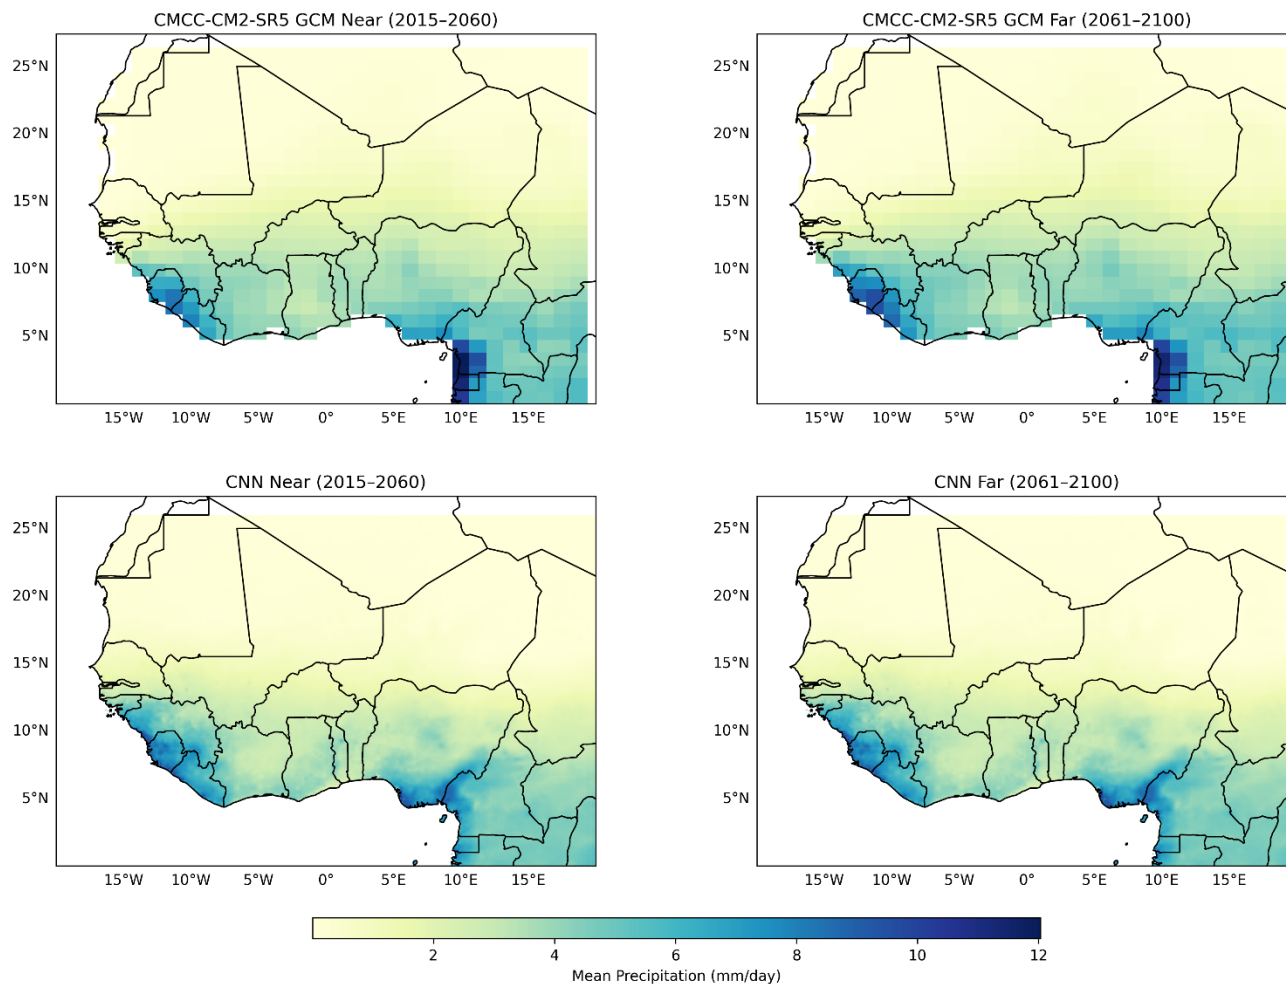 CMCC-CM2-SR5 GCM Near (2015–2060)
CMCC-CM2-SR5 GCM Far (2061–2100)
25°N
20°N
15°N
10°N
5°N
15°W 10°W 5°W 0° 5°E 10°E 15°E
25°N
20°N
15°N
10°N
5°N
15°W 10°W 5°W 0° 5°E 10°E 15°E
CNN Near (2015–2060)
CNN Far (2061–2100)
25°N
20°N
15°N
10°N
5°N
15°W 10°W 5°W 0° 5°E 10°E 15°E
25°N
20°N
15°N
10°N
5°N
15°W 10°W 5°W 0° 5°E 10°E 15°E
2 4 6 8 10 12
Mean Precipitation (mm/day)